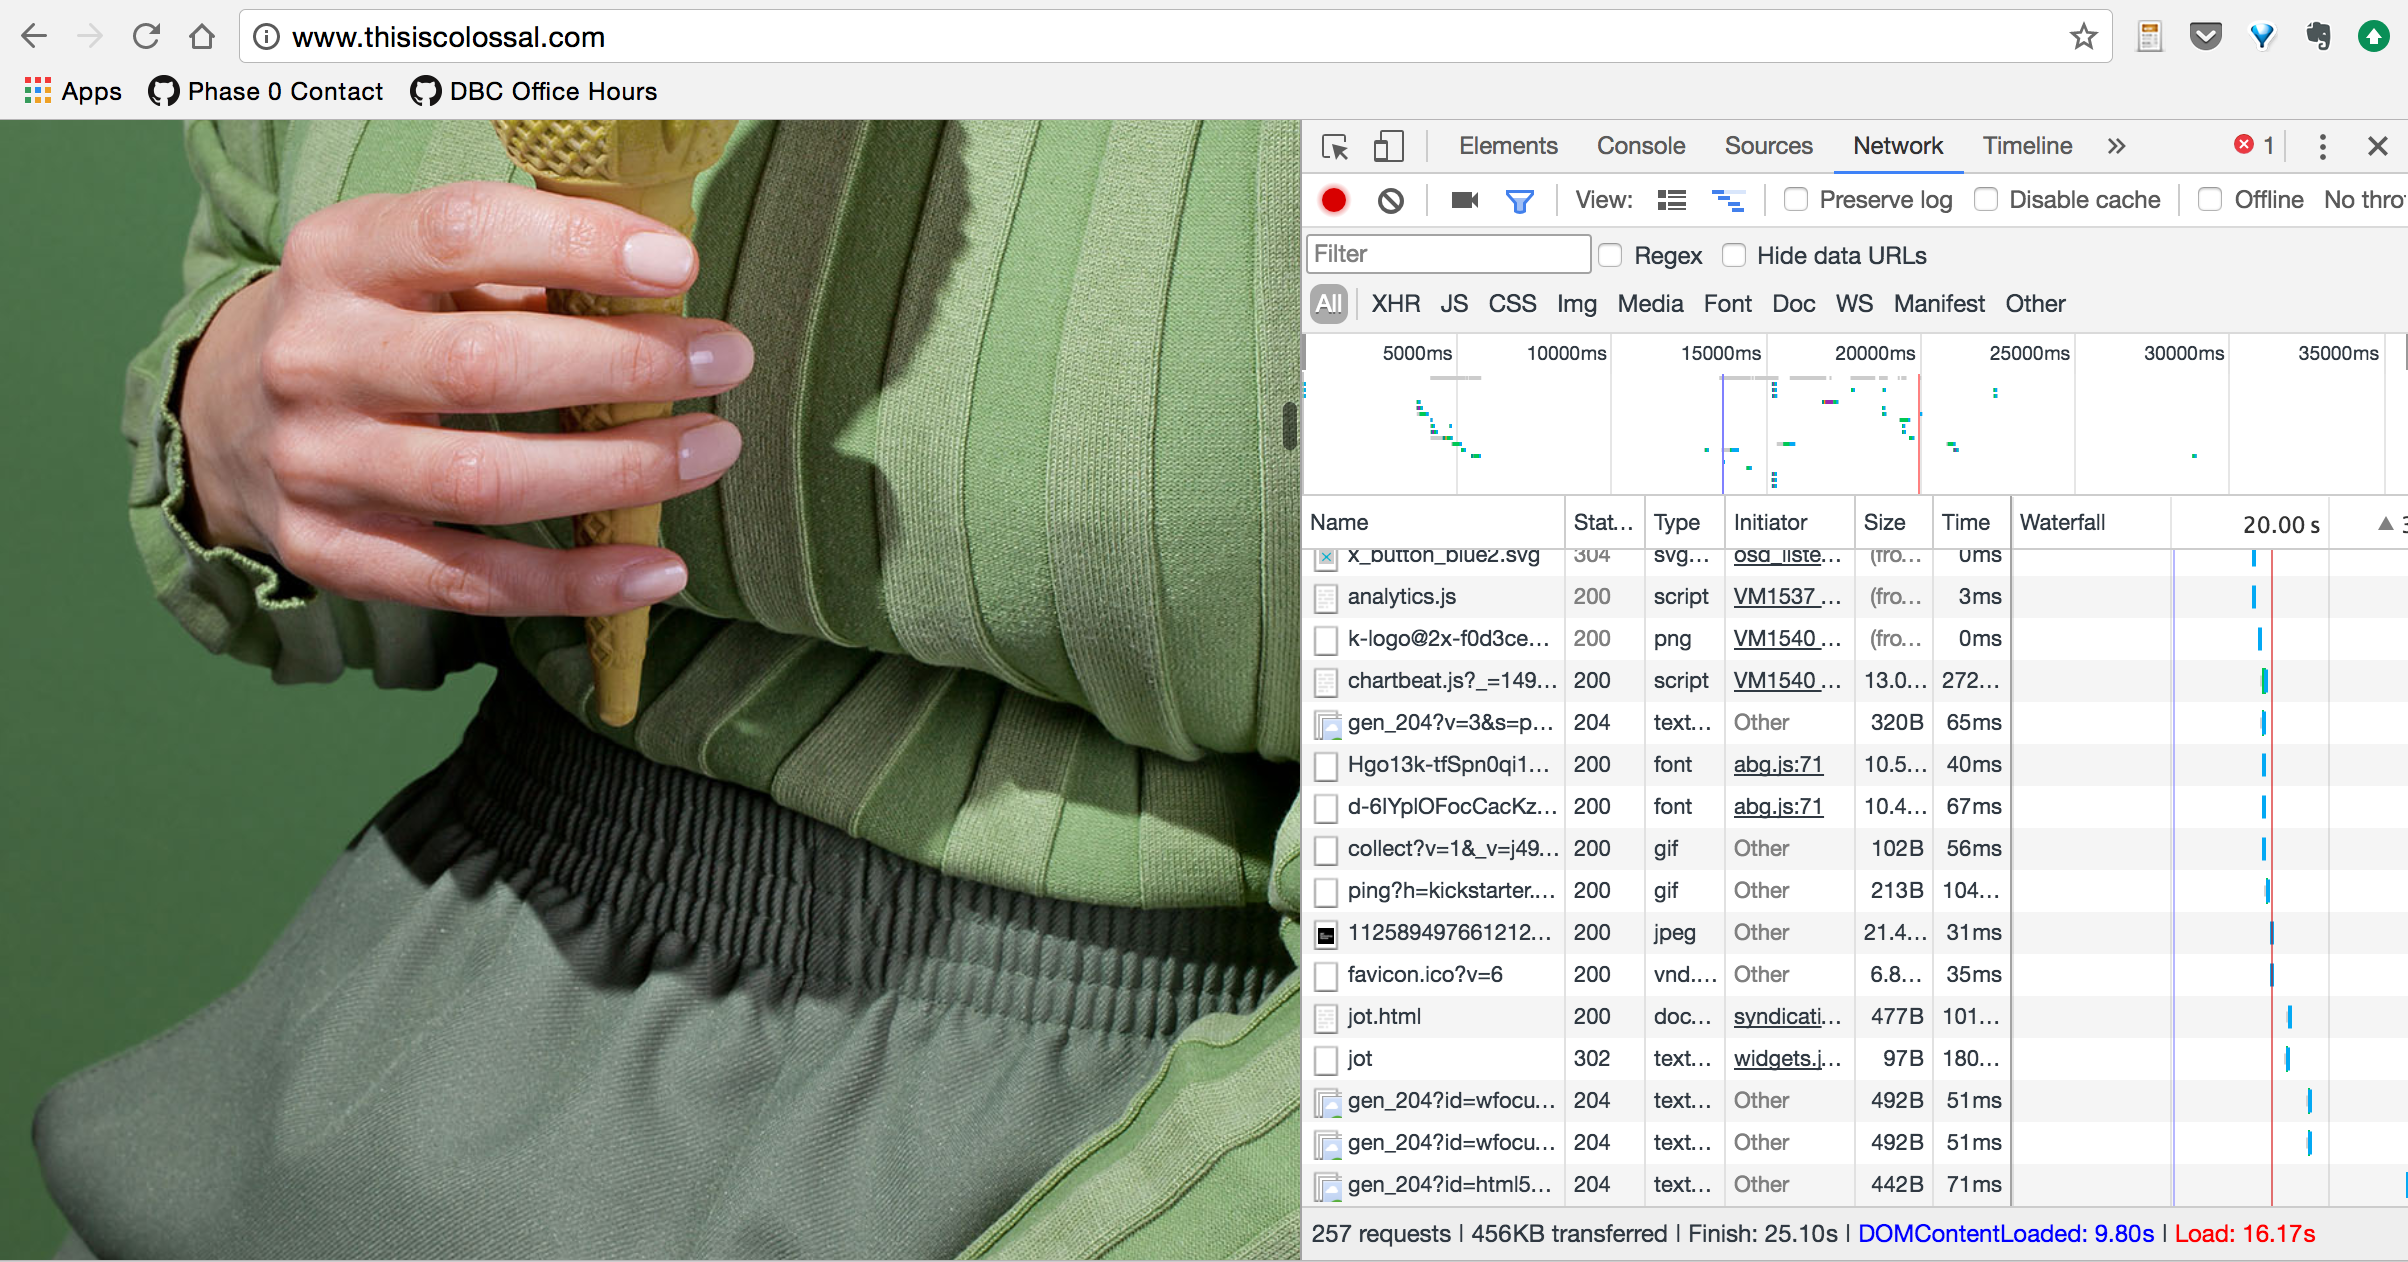 www.thisiscolossal.com
Apps Phase 0 Contact DBC Office Hours
Elements Console Sources Network Timeline » 1
View: Preserve log Disable cache Offline No thro
Filter Regex Hide data URLs
All XHR JS CSS Img Media Font Doc WS Manifest Other
5000ms 10000ms 15000ms 20000ms 25000ms 30000ms 35000ms
Name Stat... Type Initiator Size Time Waterfall 20.00 s
x_button_blue2.svg 304 svg... osd_liste... (fro... 0ms
analytics.js 200 script VM1537 ... (fro... 3ms
k-logo@2x-f0d3ce... 200 png VM1540 ... (fro... 0ms
chartbeat.js?_=149... 200 script VM1540 ... 13.0... 272...
gen_204?v=3&s=p... 204 text... Other 320B 65ms
Hgo13k-tfSpn0qi1... 200 font abg.js:71 10.5... 40ms
d-6IYplOFocCacKz... 200 font abg.js:71 10.4... 67ms
collect?v=1&_v=j49... 200 gif Other 102B 56ms
ping?h=kickstarter.... 200 gif Other 213B 104...
112589497661212... 200 jpeg Other 21.4... 31ms
favicon.ico?v=6 200 vnd.... Other 6.8... 35ms
jot.html 200 doc... syndicati... 477B 101...
jot 302 text... widgets.j... 97B 180...
gen_204?id=wfocu... 204 text... Other 492B 51ms
gen_204?id=wfocu... 204 text... Other 492B 51ms
gen_204?id=html5... 204 text... Other 442B 71ms
257 requests | 456KB transferred | Finish: 25.10s | DOMContentLoaded: 9.80s | Load: 16.17s